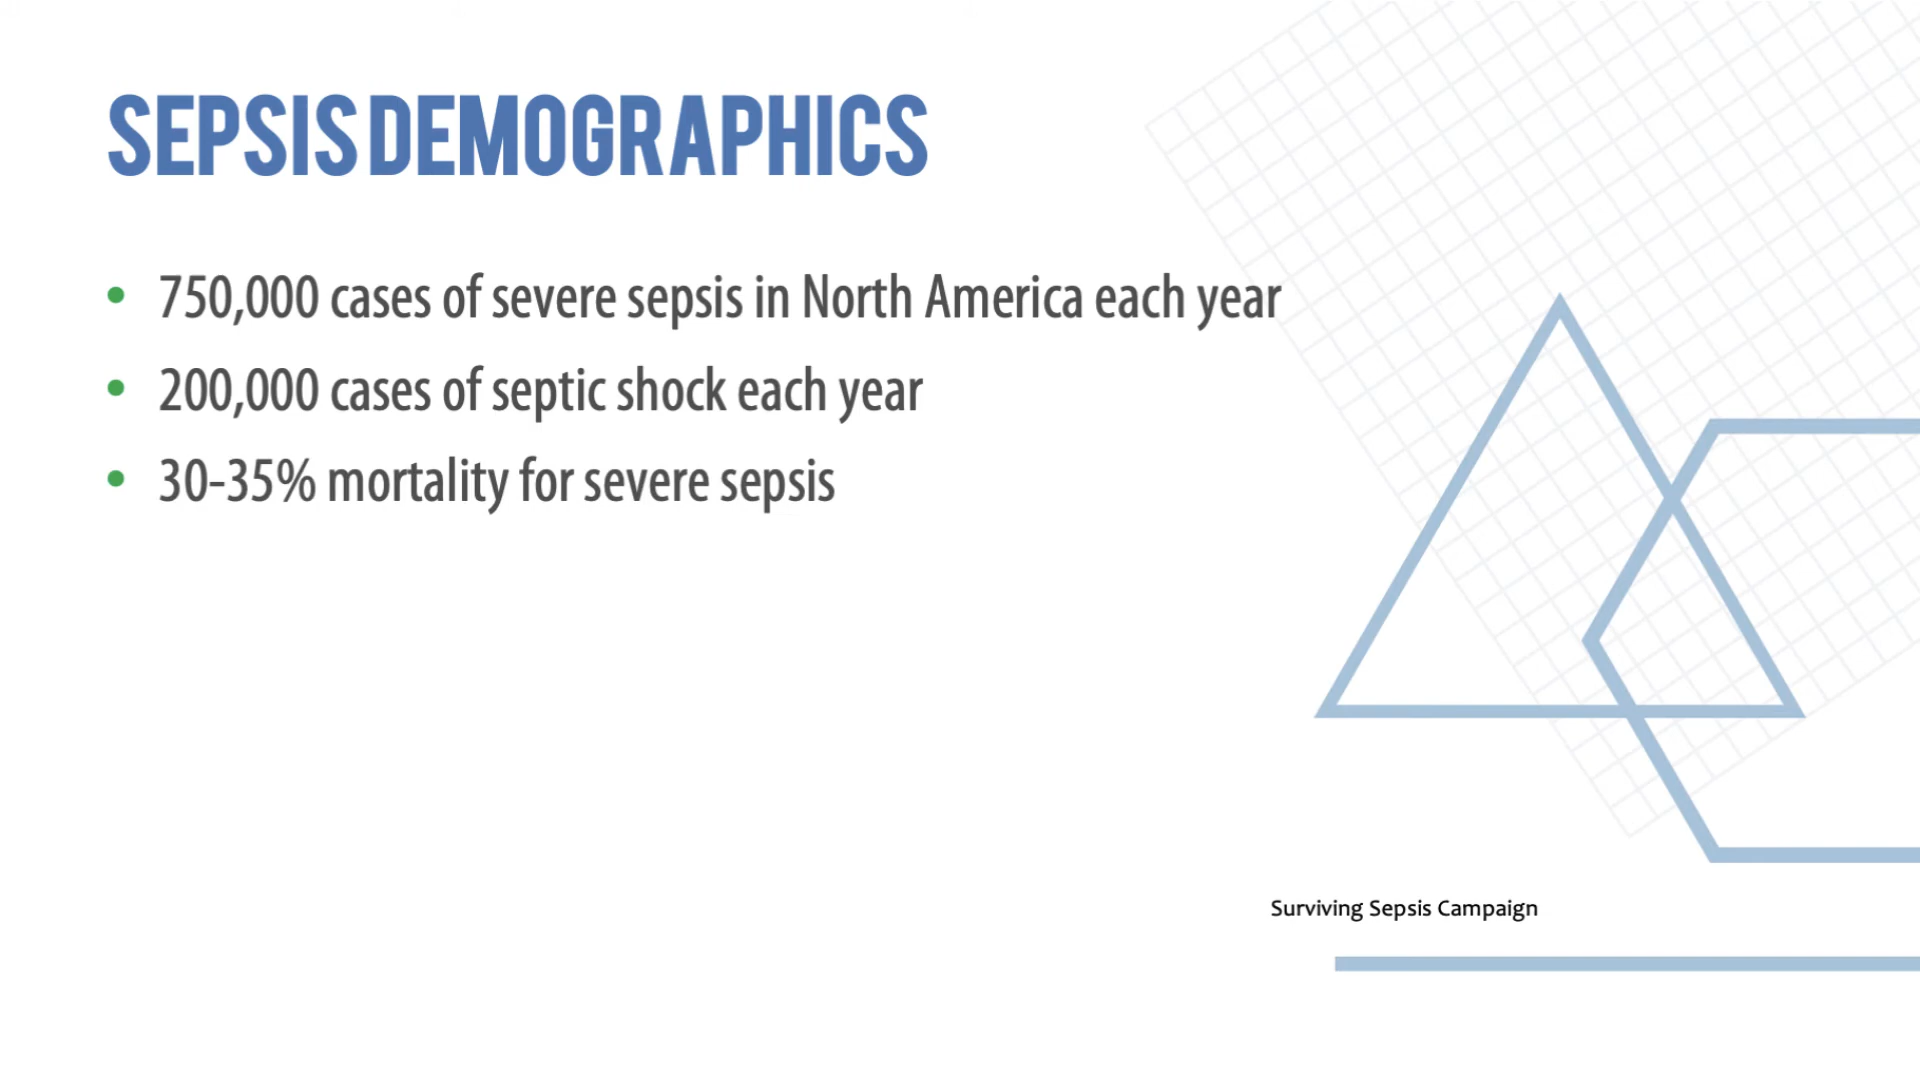 SEPSIS DEMOGRAPHICS
• 750,000 cases of severe sepsis in North America each year
• 200,000 cases of septic shock each year
• 30-35% mortality for severe sepsis
Surviving Sepsis Campaign